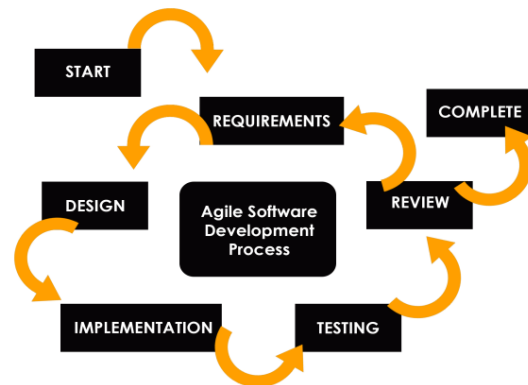 START
REQUIREMENTS
COMPLETE
DESIGN
REVIEW
Agile Software
Development
Process
IMPLEMENTATION
TESTING